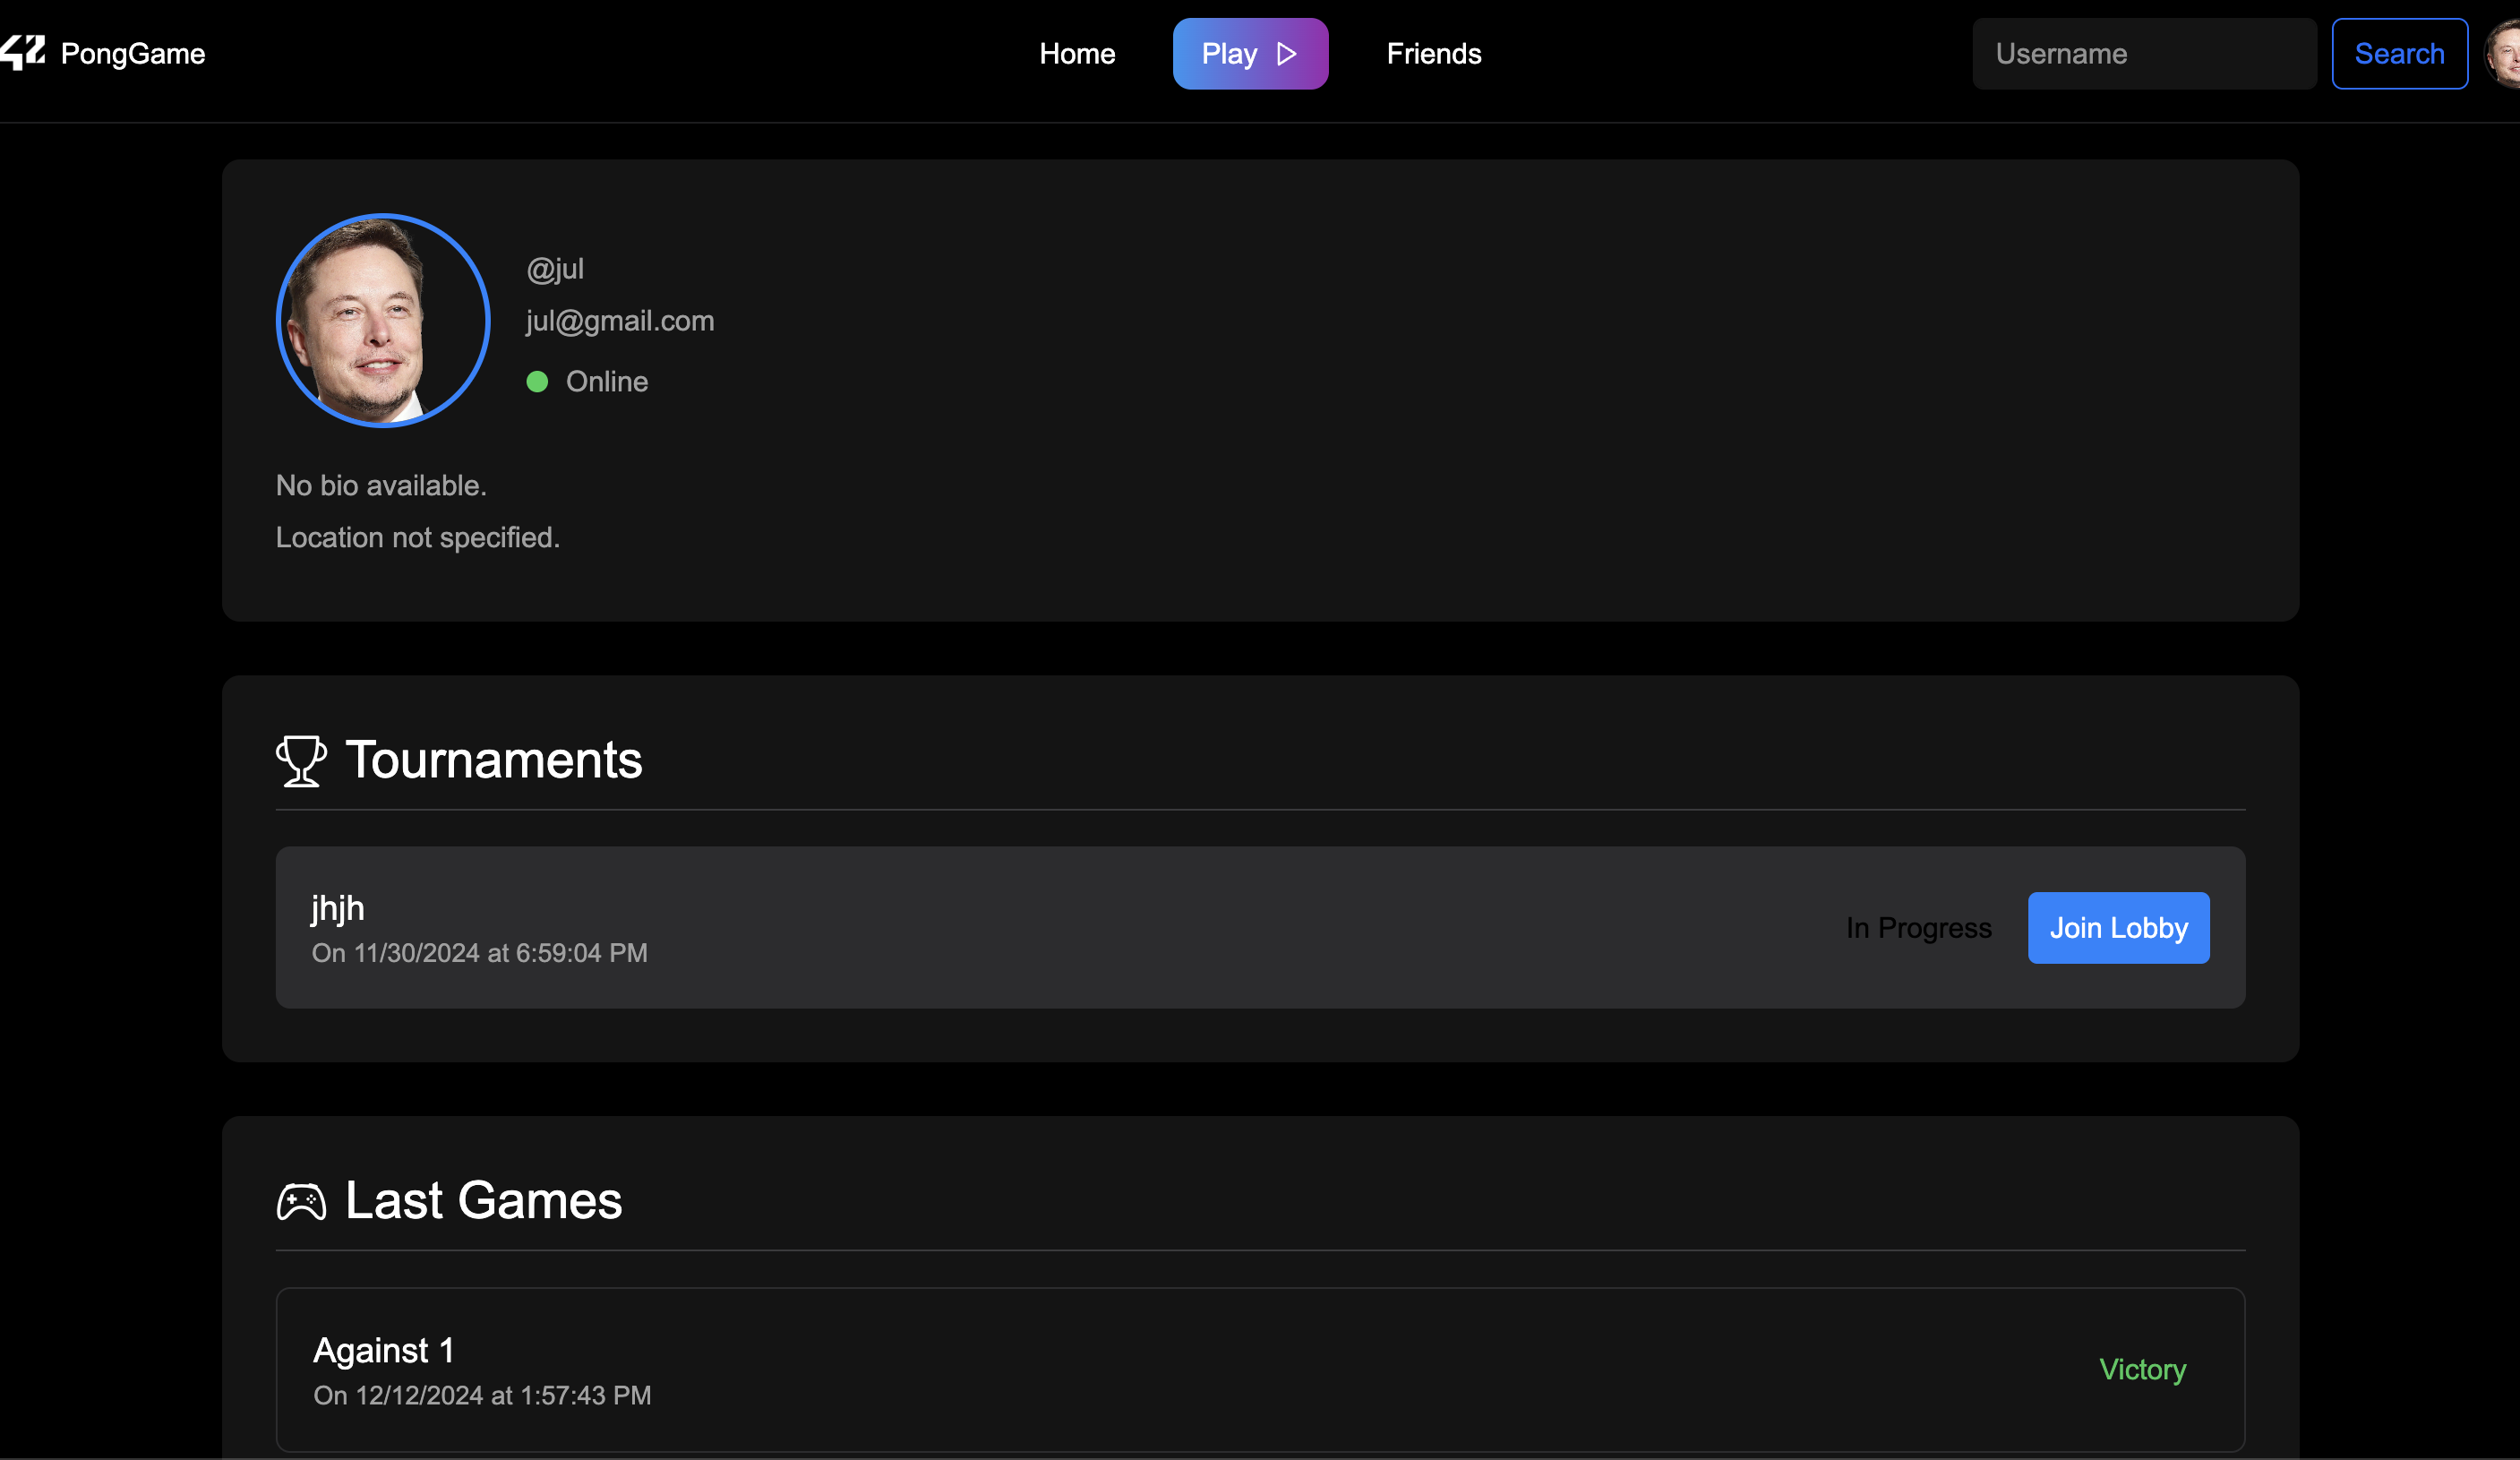 42 PongGame
Home
Play
Friends
Username
Search
@jul
jul@gmail.com
Online
No bio available.
Location not specified.
Tournaments
jhjh
On 11/30/2024 at 6:59:04 PM
In Progress
Join Lobby
Last Games
Against 1
On 12/12/2024 at 1:57:43 PM
Victory